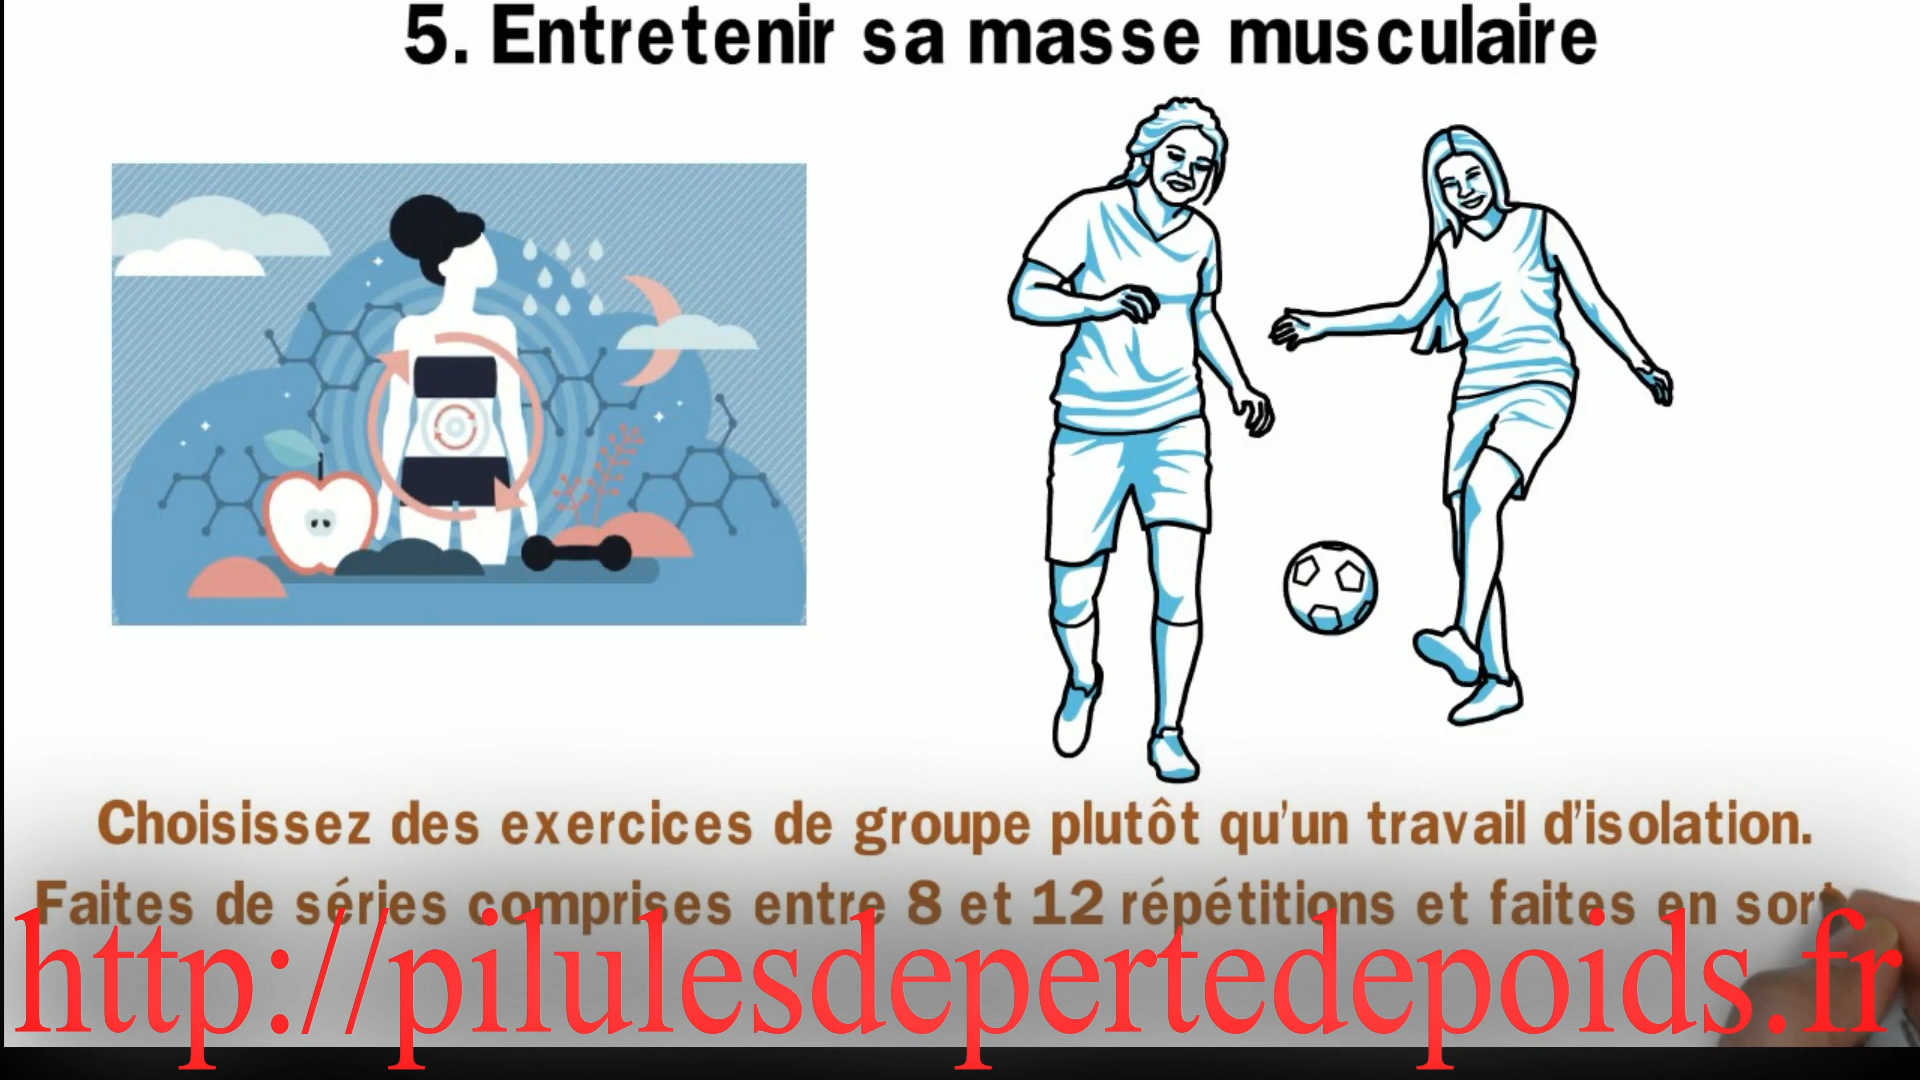 5. Entretenir sa masse musculaire
Choisissez des exercices de groupe plutôt qu'un travail d'isolation.
Faites de séries comprises entre 8 et 12 répétitions et faites en sort
http://pilulesdepertedepoids.fr